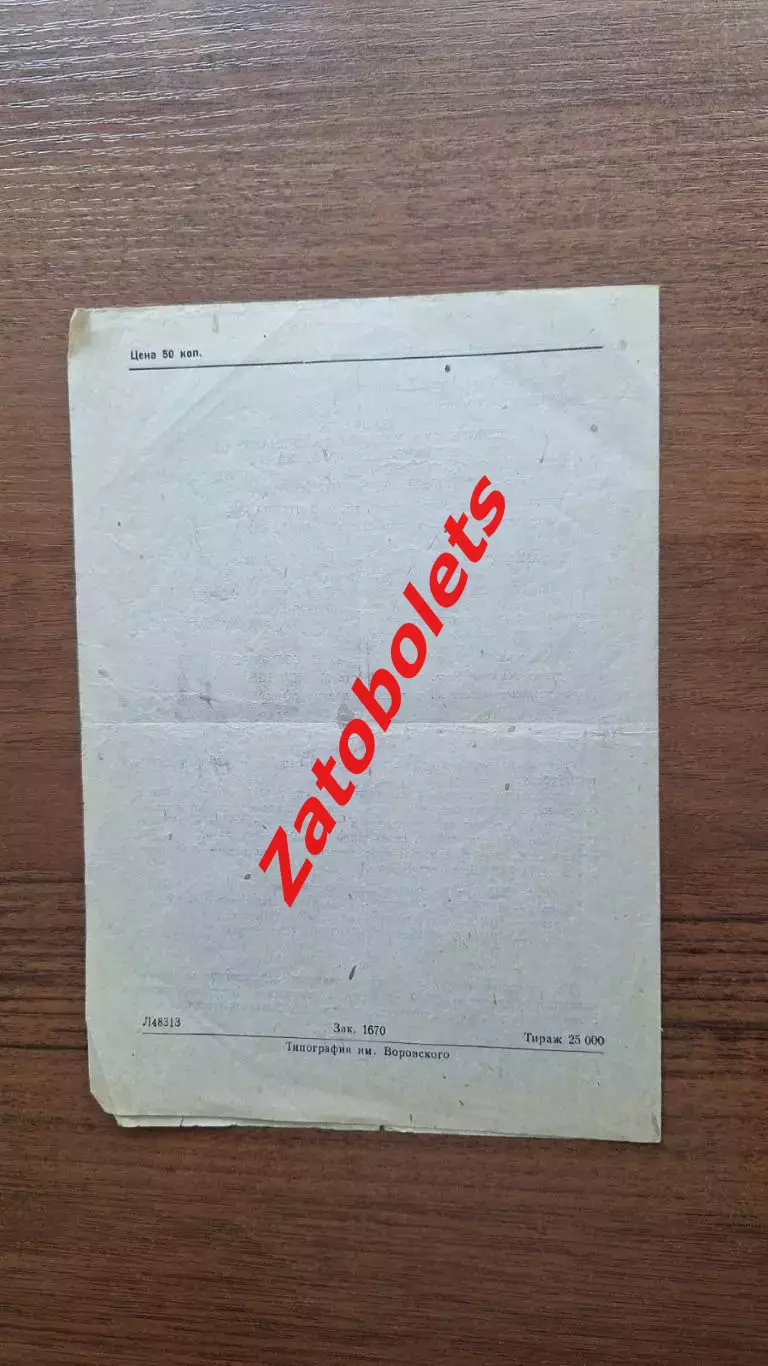 Цена 50 коп.
Zatobolets
Л48313 Зак. 1670 Тираж 25 000
Типография им. Воровского